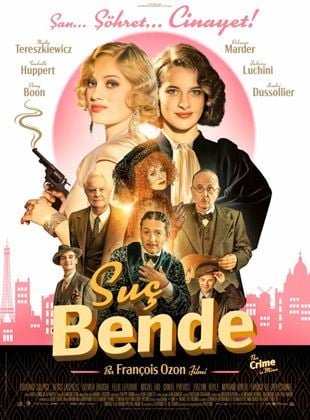 Şan... Şöhret... Cinayet!
Nadia
Tereszkiewicz
Rebecca
Marder
Isabelle
Huppert
Fabrice
Luchini
Dany
Boon
André
Dussollier
Suç
Bende
Bir François Ozon Filmi
The
Crime
is Mine